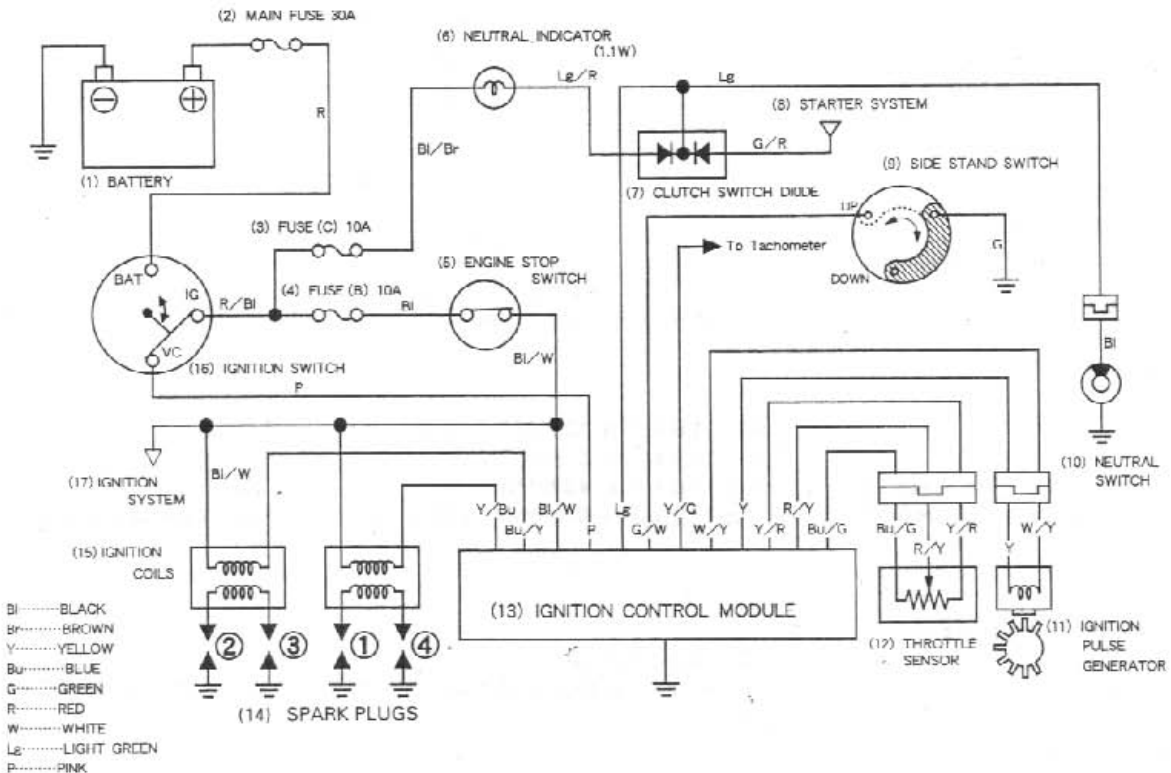 (2) MAIN FUSE 30A
(6) NEUTRAL INDICATOR
(1.1W)
Lg/R
Lg
(8) STARTER SYSTEM
R
Bl/Br
G/R
(9) SIDE STAND SWITCH
(1) BATTERY
(7) CLUTCH SWITCH DIODE
UP
(3) FUSE (C) 10A
To Tachometer
G
(5) ENGINE STOP
SWITCH
BAT
IG
R/Bl
(4) FUSE (B) 10A
Bl
DOWN
VC
Bl/W
Bl
(16) IGNITION SWITCH
P
(10) NEUTRAL
SWITCH
(17) IGNITION
SYSTEM
Bl/W
Y/Bu
Bu/Y
Bl/W
P
Lg
G/W
Y/G
W/Y
Y
Y/R
R/Y
Bu/G
Bu/G
R/Y
Y/R
Y
W/Y
(15) IGNITION
COILS
(13) IGNITION CONTROL MODULE
(12) THROTTLE
SENSOR
(11) IGNITION
PULSE
GENERATOR
② ③ ① ④
(14) SPARK PLUGS
Bl········BLACK
Br········BROWN
Y········YELLOW
Bu········BLUE
G········GREEN
R········RED
W········WHITE
Lg········LIGHT GREEN
P········PINK